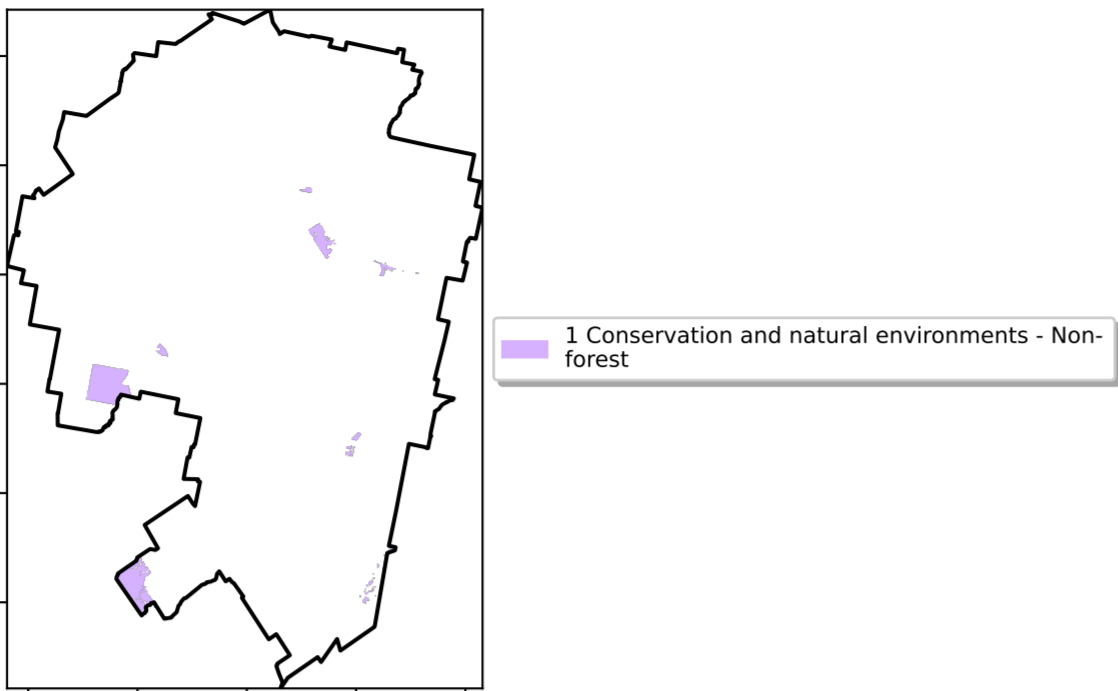 1 Conservation and natural environments - Non-
forest